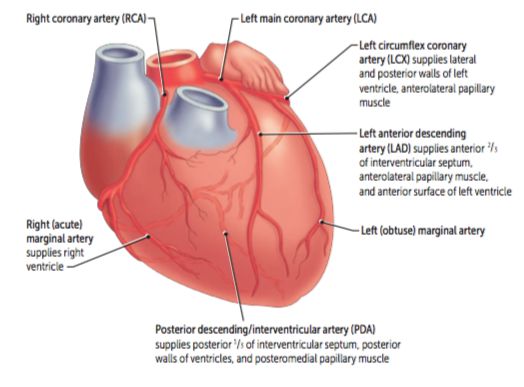 Right coronary artery (RCA)
Left main coronary artery (LCA)
Left circumflex coronary
artery (LCX) supplies lateral
and posterior walls of left
ventricle, anterolateral papillary
muscle
Left anterior descending
artery (LAD) supplies anterior ²/₃
of interventricular septum,
anterolateral papillary muscle,
and anterior surface of left ventricle
Left (obtuse) marginal artery
Right (acute)
marginal artery
supplies right
ventricle
Posterior descending/interventricular artery (PDA)
supplies posterior ¹/₃ of interventricular septum, posterior
walls of ventricles, and posteromedial papillary muscle